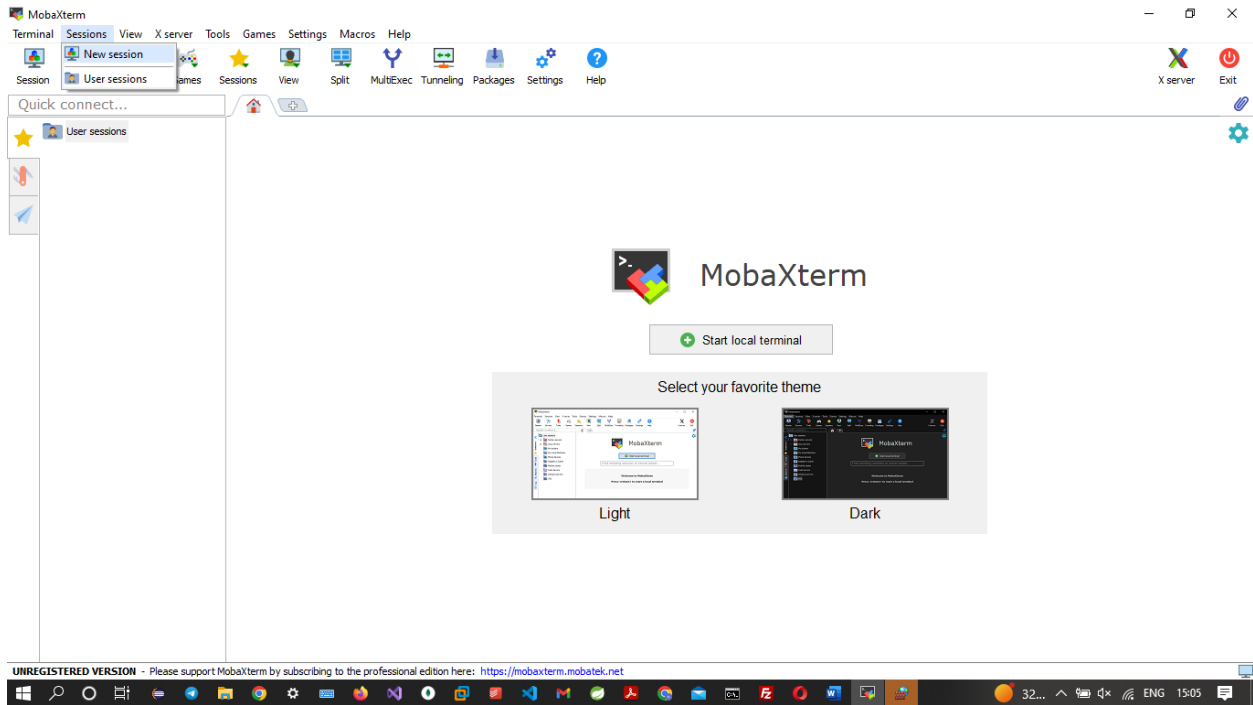 MobaXterm
Terminal Sessions View X server Tools Games Settings Macros Help
New session
User sessions
Session ames Sessions View Split MultiExec Tunneling Packages Settings Help X server Exit
Quick connect...
User sessions
>_
MobaXterm
Start local terminal
Select your favorite theme
MobaXterm
MobaXterm
Light Dark
UNREGISTERED VERSION - Please support MobaXterm by subscribing to the professional edition here: https://mobaxterm.mobatek.net
32... ENG 15:05